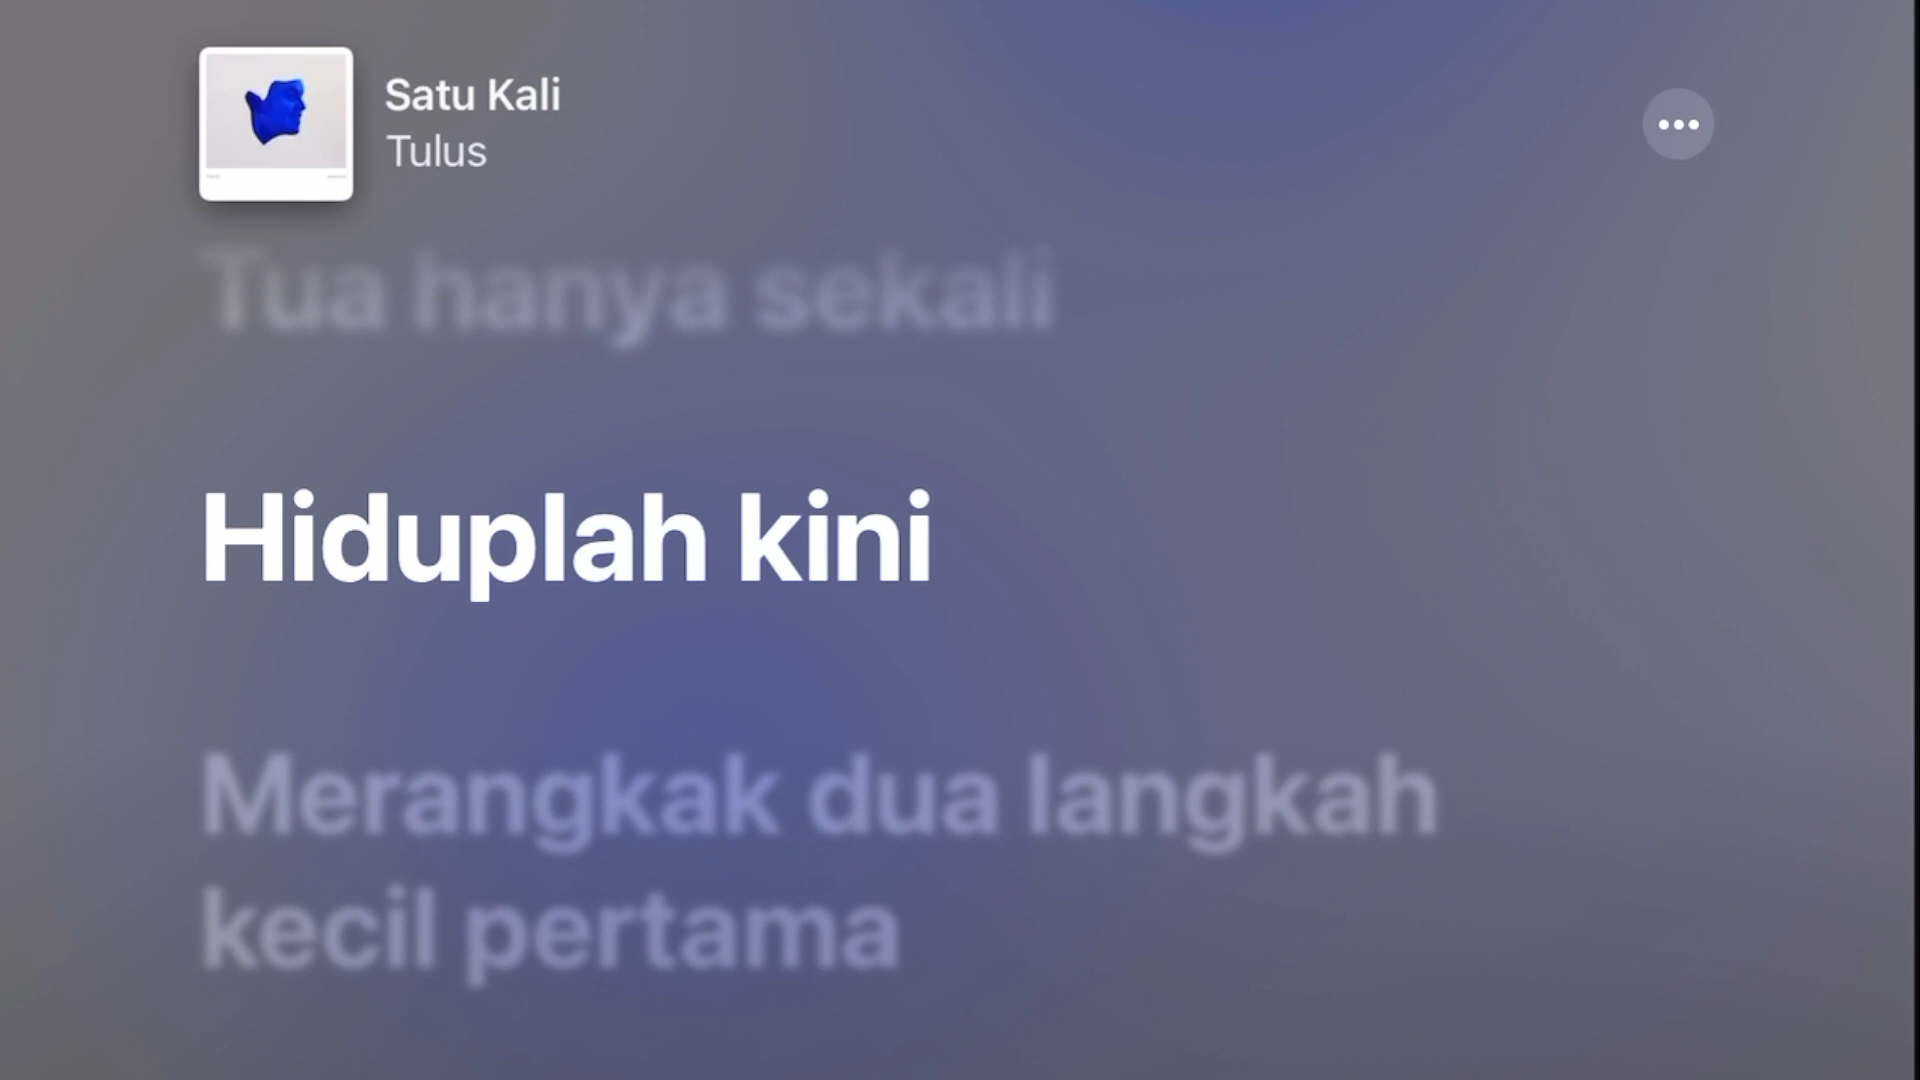 Satu Kali
Tulus
Tua hanya sekali
Hiduplah kini
Merangkak dua langkah
kecil pertama